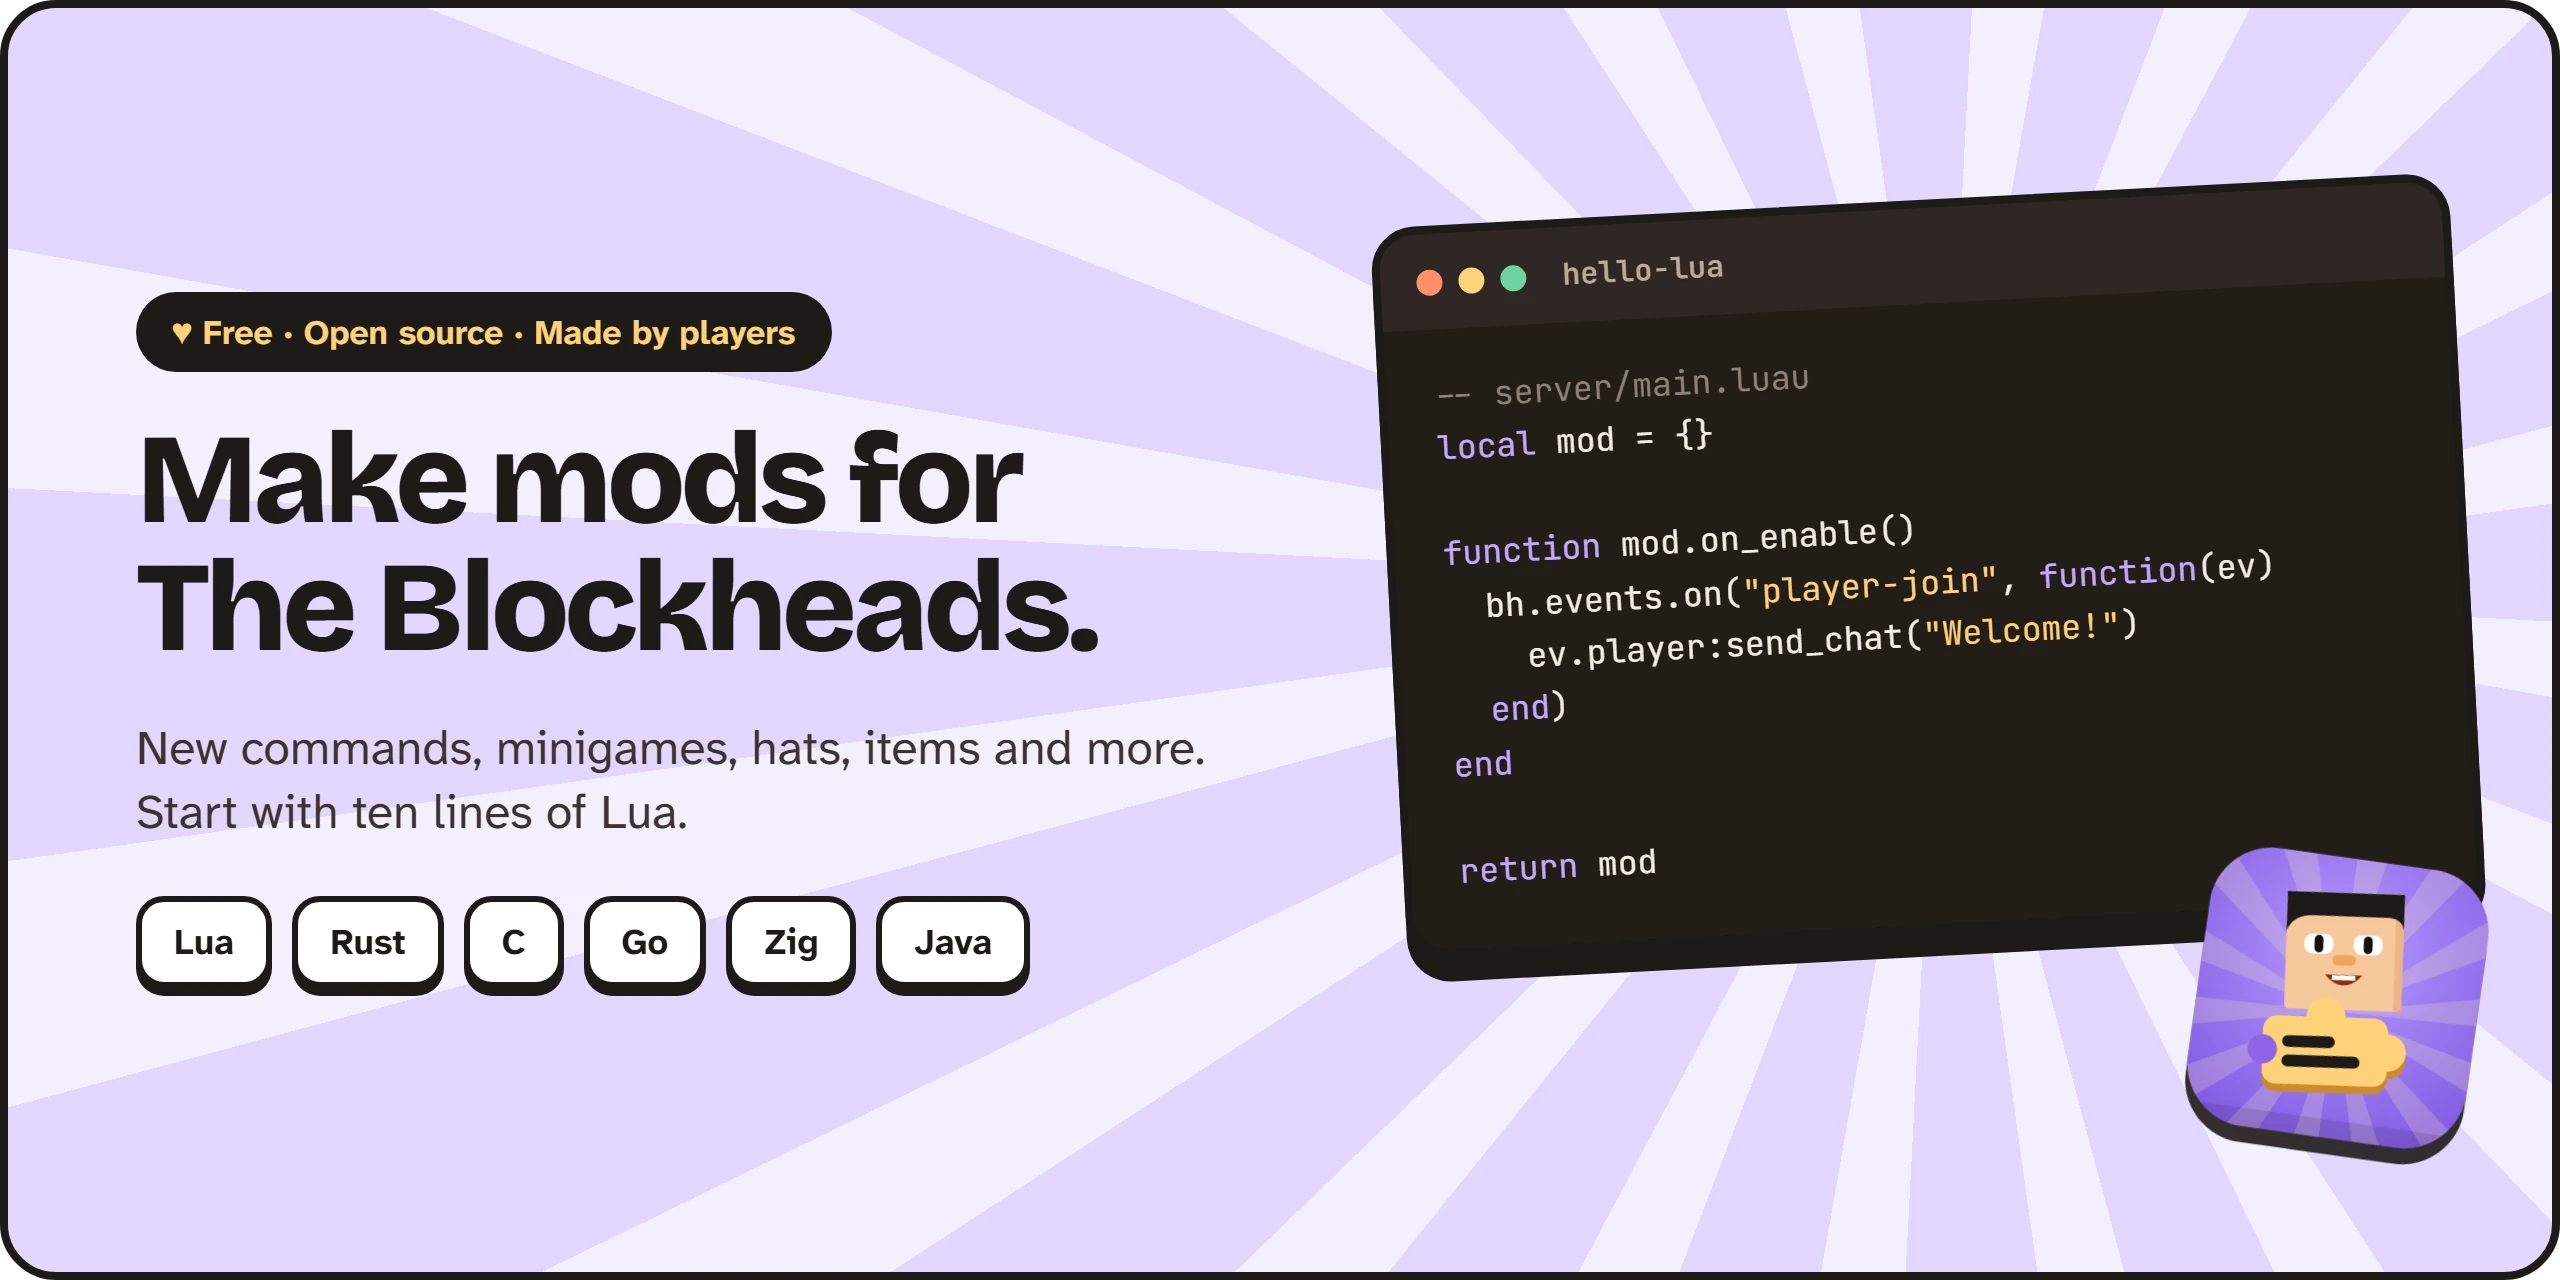 ♥ Free · Open source · Made by players
Make mods for
The Blockheads.
New commands, minigames, hats, items and more.
Start with ten lines of Lua.
Lua
Rust
C
Go
Zig
Java
hello-lua
-- server/main.luau
local mod = {}
function mod.on_enable()
bh.events.on("player-join", function(ev)
ev.player:send_chat("Welcome!")
end)
end
return mod